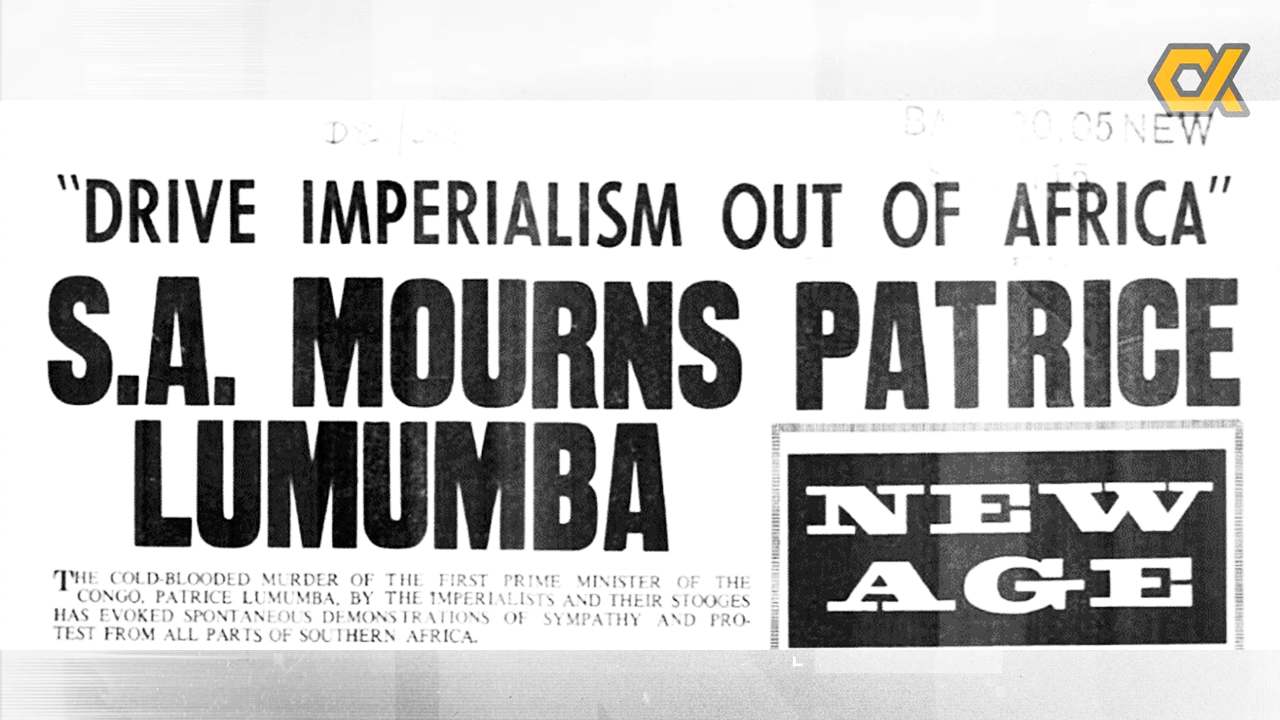 "DRIVE IMPERIALISM OUT OF AFRICA"
S.A. MOURNS PATRICE
LUMUMBA
THE COLD-BLOODED MURDER OF THE FIRST PRIME MINISTER OF THE
CONGO, PATRICE LUMUMBA, BY THE IMPERIALISTS AND THEIR STOOGES
HAS EVOKED SPONTANEOUS DEMONSTRATIONS OF SYMPATHY AND PRO-
TEST FROM ALL PARTS OF SOUTHERN AFRICA.
NEW
AGE
NEW